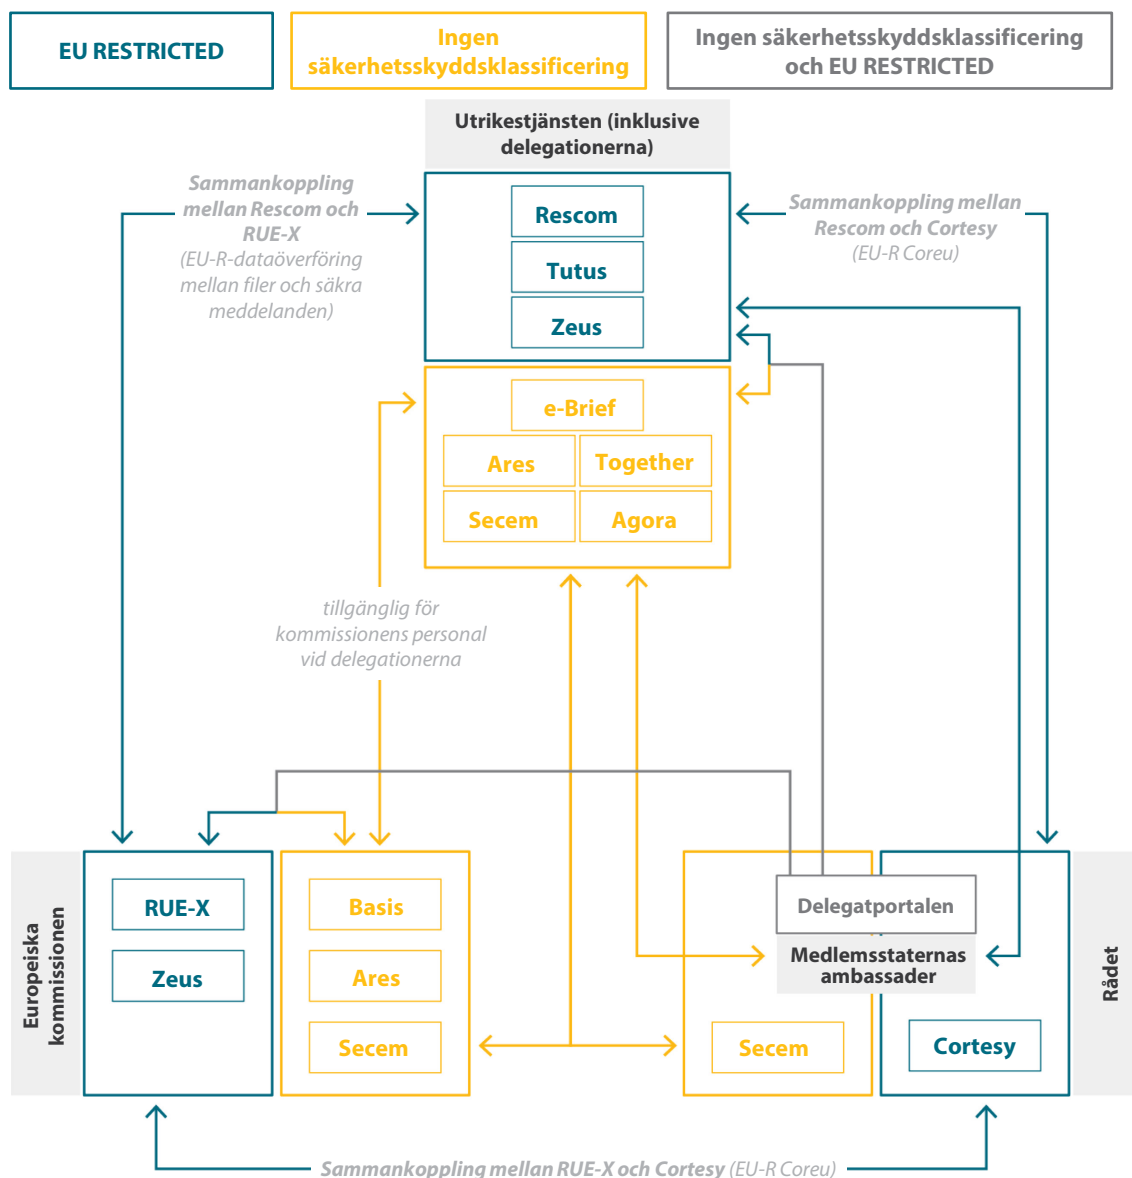 EU RESTRICTED
Ingen
säkerhetsskyddsklassificering
Ingen säkerhetsskyddsklassificering
och EU RESTRICTED
Utrikestjänsten (inklusive
delegationerna)
Sammankoppling
mellan Rescom och
RUE-X
(EU-R-dataöverföring
mellan filer och säkra
meddelanden)
Rescom
Tutus
Zeus
Sammankoppling mellan
Rescom och Cortesy
(EU-R Coreu)
e-Brief
Ares
Together
Secem
Agora
tillgänglig för
kommissionens personal
vid delegationerna
Europeiska
kommissionen
RUE-X
Zeus
Basis
Ares
Secem
Delegatportalen
Medlemsstaternas
ambassader
Secem
Cortesy
Rådet
Sammankoppling mellan RUE-X och Cortesy (EU-R Coreu)